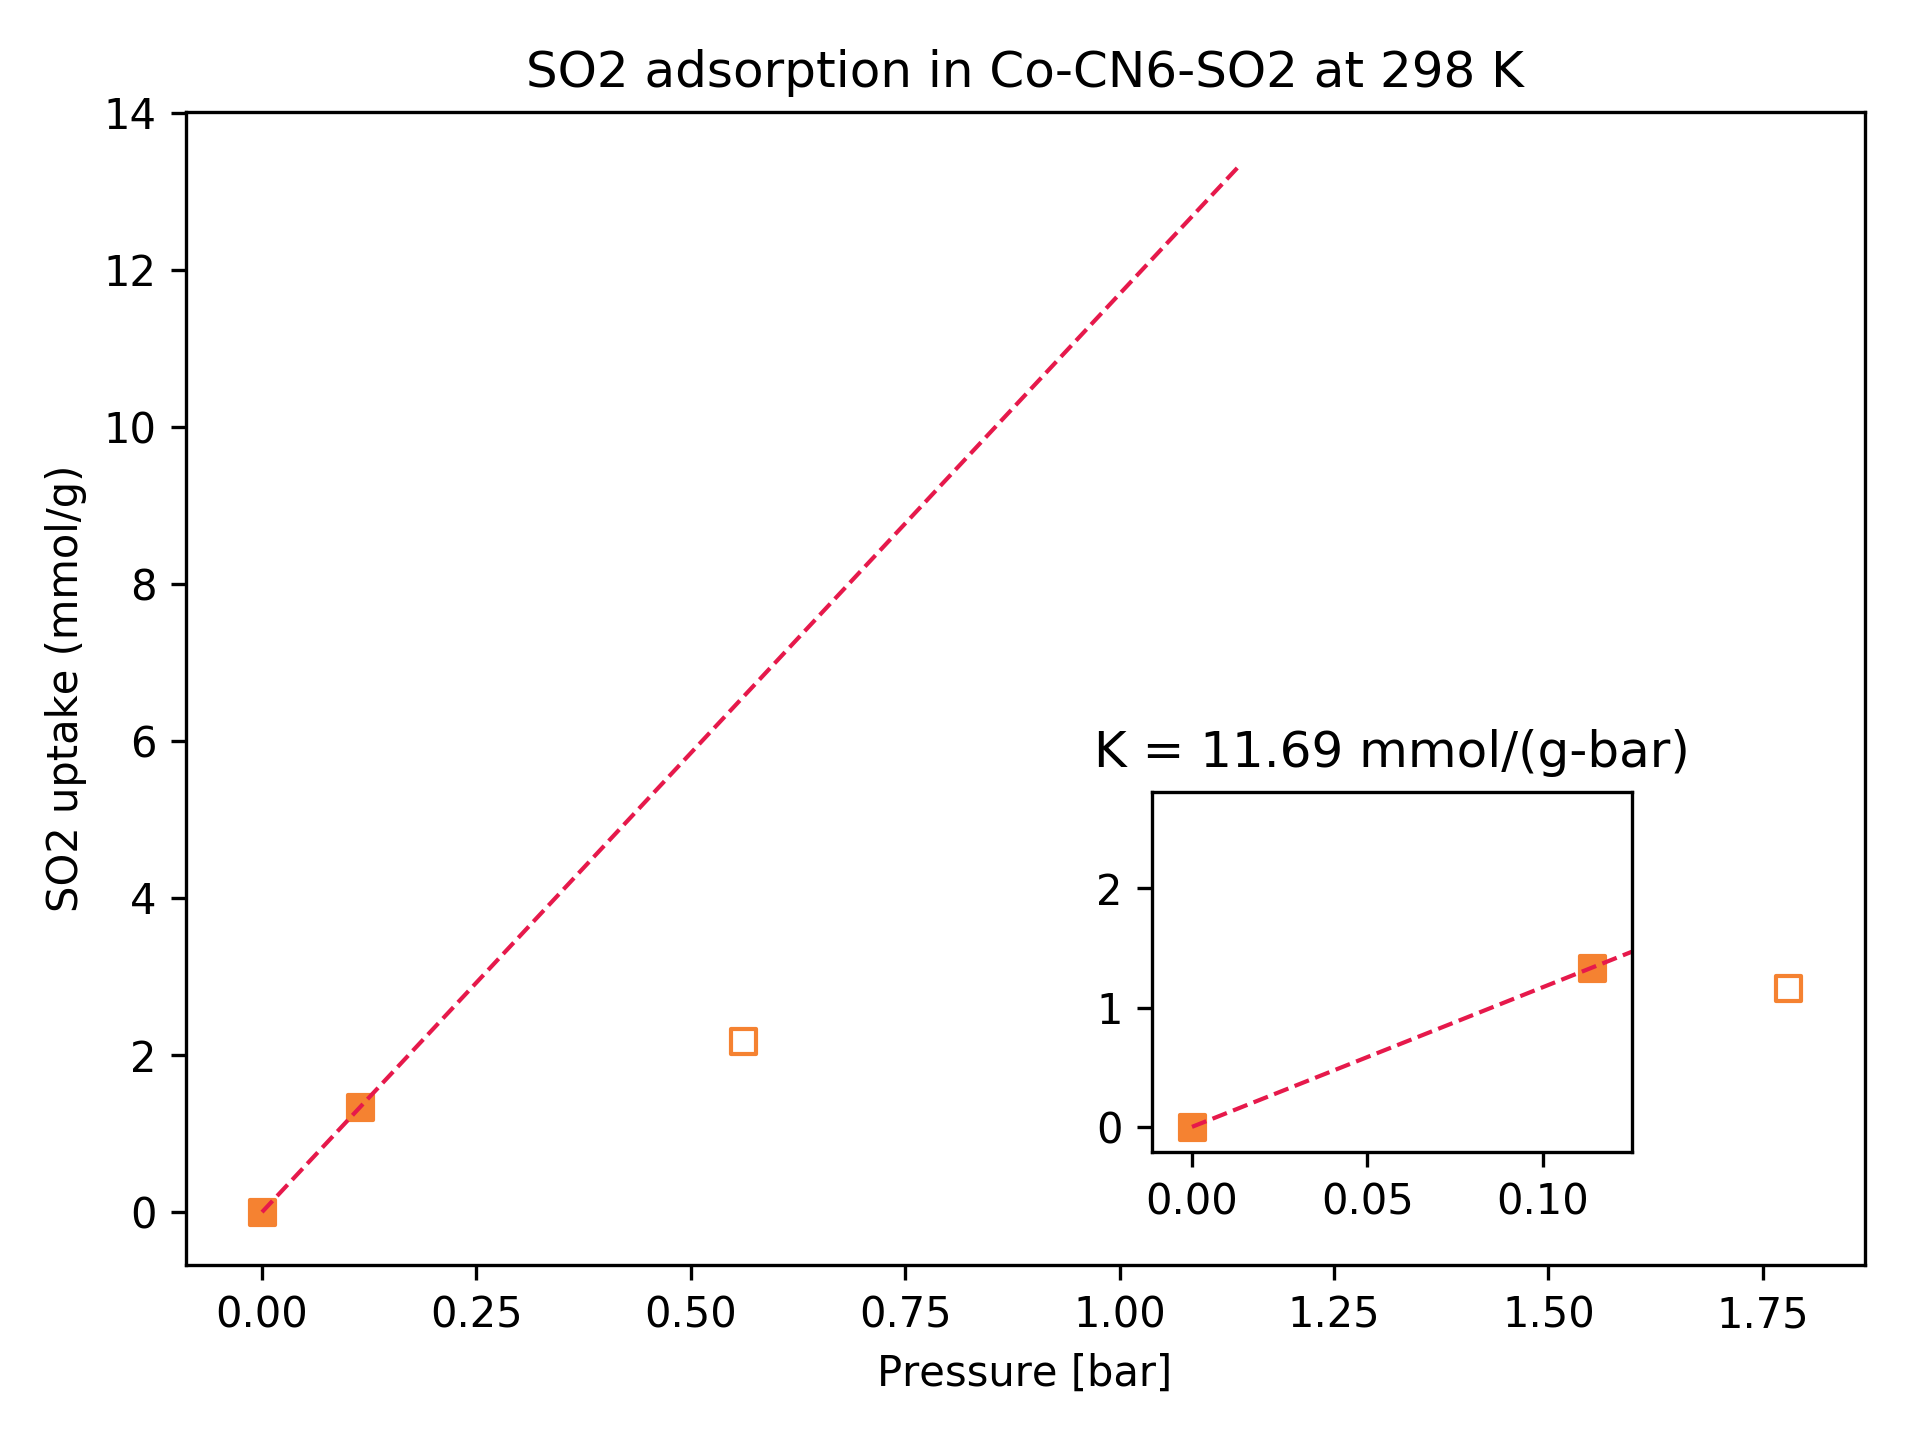 SO2 adsorption in Co-CN6-SO2 at 298 K
14
12
10
8
6
4
2
0
SO2 uptake (mmol/g)
K = 11.69 mmol/(g-bar)
2
1
0
0.00 0.05 0.10
0.00 0.25 0.50 0.75 1.00 1.25 1.50 1.75
Pressure [bar]